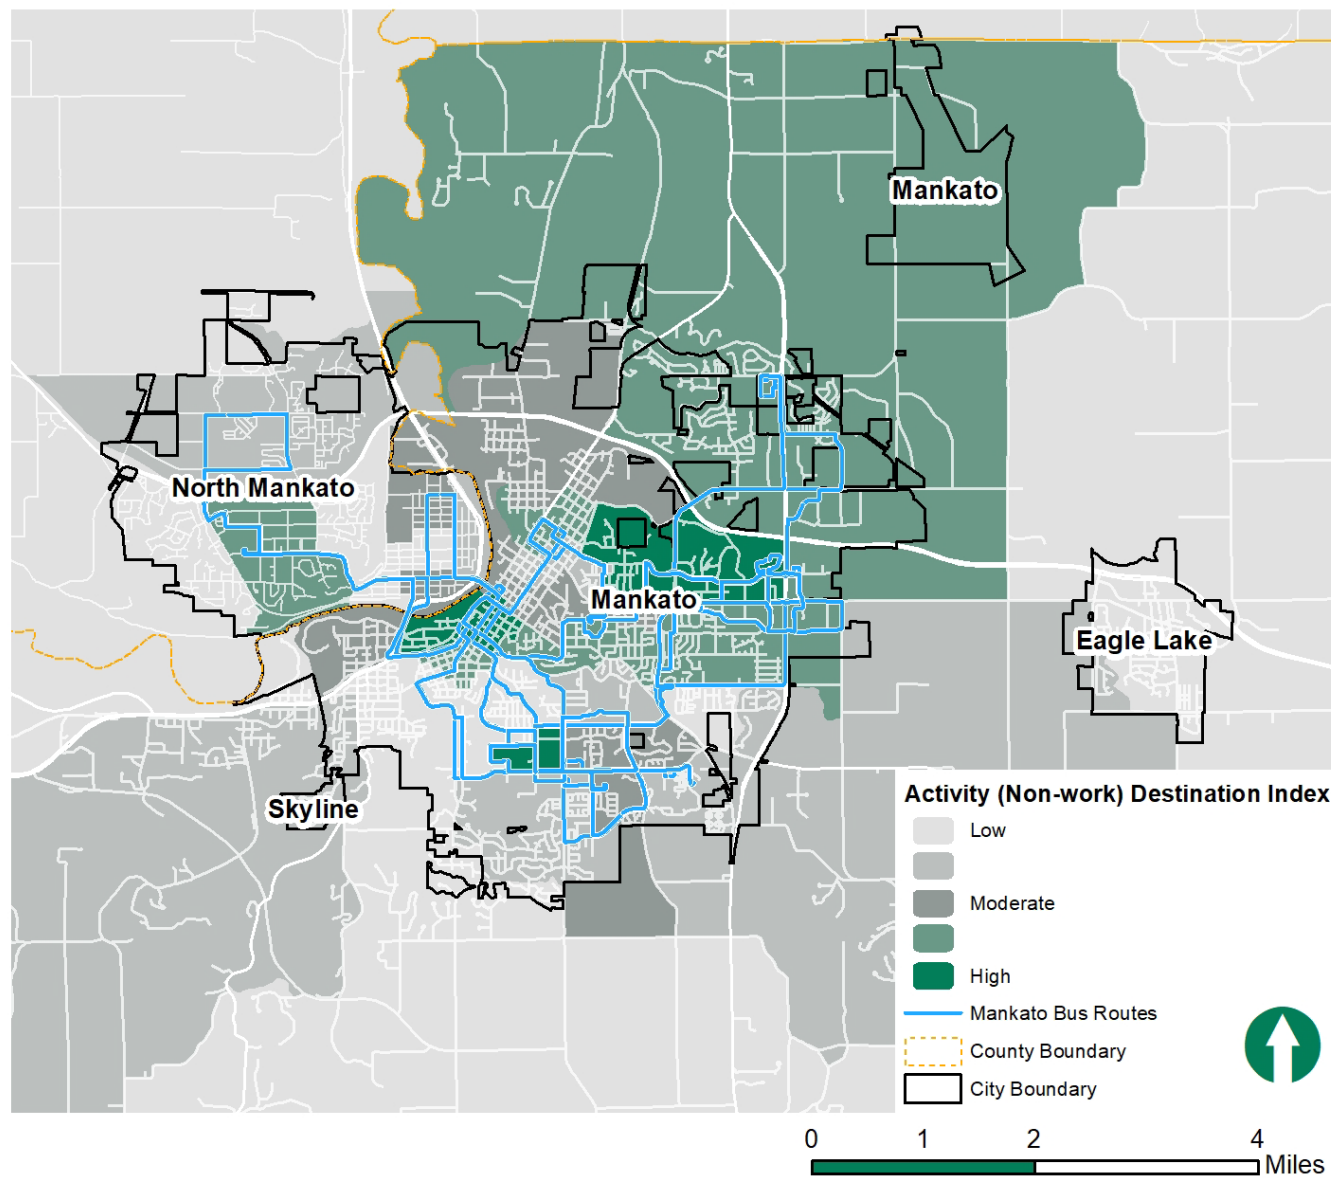 Mankato
North Mankato
Mankato
Eagle Lake
Skyline
Activity (Non-work) Destination Index
Low
Moderate
High
Mankato Bus Routes
County Boundary
City Boundary
0 1 2 4
Miles